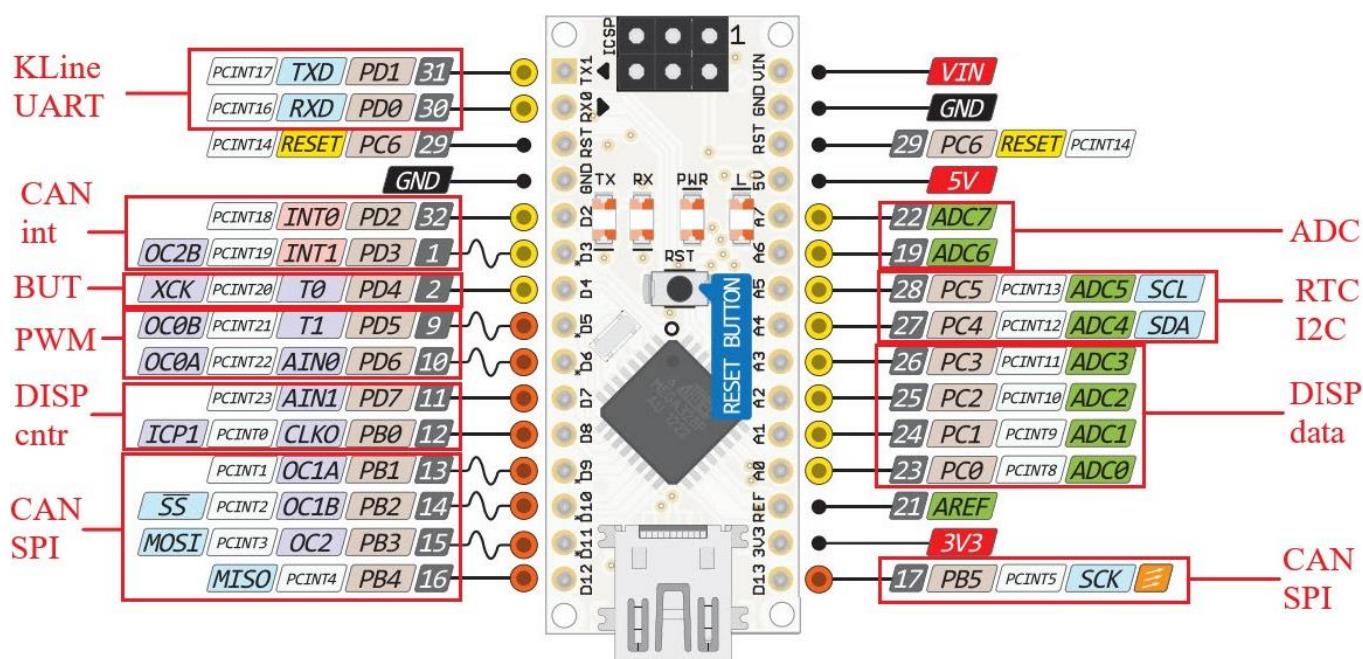 KLine
UART
PCINT17 TXD PD1 31
PCINT16 RXD PD0 30
PCINT14 RESET PC6 29
GND
CAN
int
PCINT18 INT0 PD2 32
OC2B PCINT19 INT1 PD3 1
BUT
XCK PCINT20 T0 PD4 2
PWM
OC0B PCINT21 T1 PD5 9
OC0A PCINT22 AIN0 PD6 10
DISP
cntr
PCINT23 AIN1 PD7 11
ICP1 PCINT0 CLKO PB0 12
CAN
SPI
PCINT1 OC1A PB1 13
SS PCINT2 OC1B PB2 14
MOSI PCINT3 OC2 PB3 15
MISO PCINT4 PB4 16
ICSP
1
TX1
RX0
RST
GND
D2
*D3
D4
*D5
*D6
D7
D8
*D9
*D10
*D11
D12
TX RX PWR L
RST
RESET BUTTON
VIN
GND
RST
5V
A7
A6
A5
A4
A3
A2
A1
A0
REF
3V3
D13
VIN
GND
29 PC6 RESET PCINT14
5V
22 ADC7
19 ADC6
ADC
28 PC5 PCINT13 ADC5 SCL
27 PC4 PCINT12 ADC4 SDA
RTC
I2C
26 PC3 PCINT11 ADC3
25 PC2 PCINT10 ADC2
24 PC1 PCINT9 ADC1
23 PC0 PCINT8 ADC0
DISP
data
21 AREF
3V3
17 PB5 PCINT5 SCK
CAN
SPI